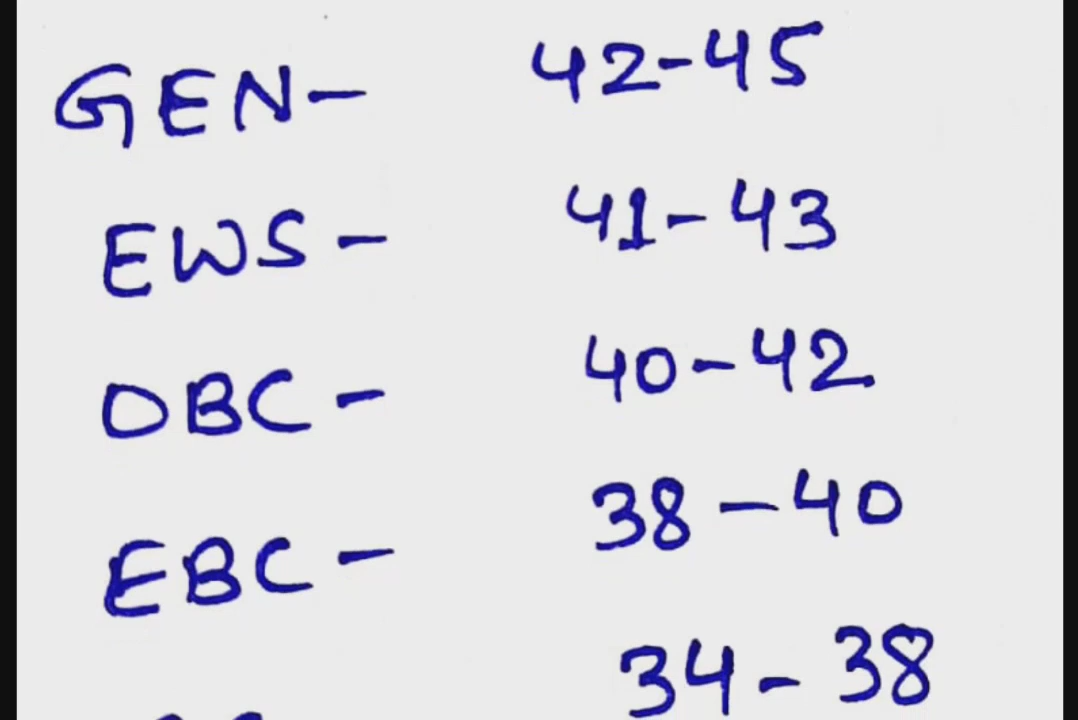 GEN- 42-45
EWS- 41-43
OBC- 40-42
EBC- 38-40
34-38